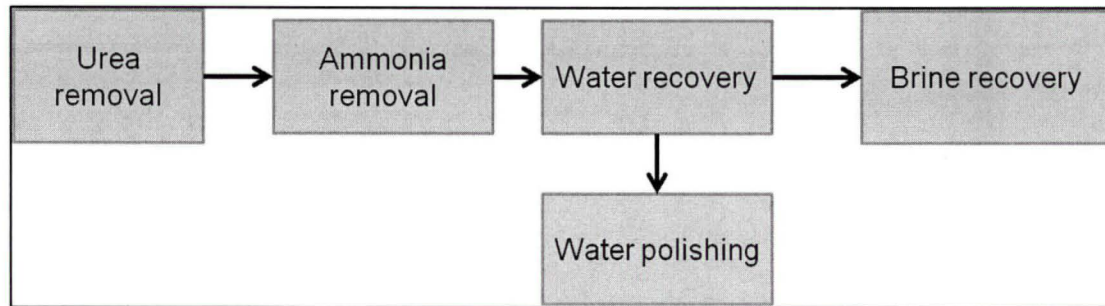 Urea
removal
Ammonia
removal
Water recovery
Brine recovery
Water polishing